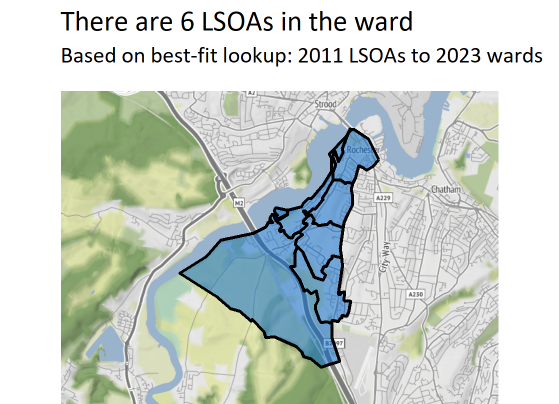 There are 6 LSOAs in the ward
Based on best-fit lookup: 2011 LSOAs to 2023 wards
A2
Strood
Rochester
Chatham
A229
M2
City Way
A230